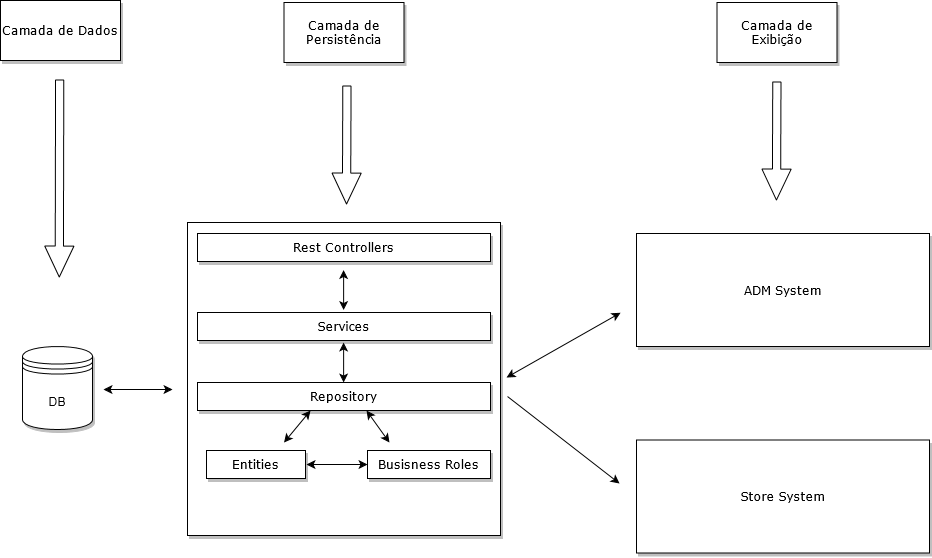 Camada de Dados
Camada de
Persistência
Camada de
Exibição
Rest Controllers
Services
Repository
Entities
Busisness Roles
DB
ADM System
Store System